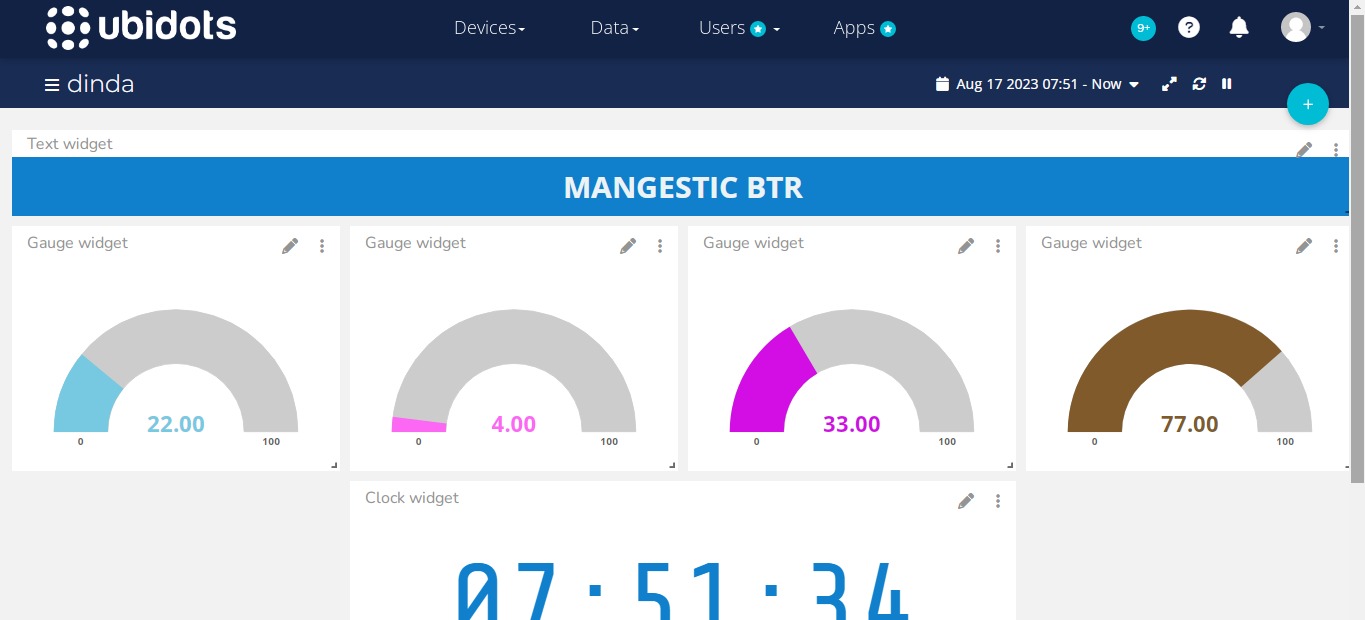 ubidots
Devices
Data
Users
Apps
9+
?
dinda
Aug 17 2023 07:51 - Now
+
Text widget
MANGESTIC BTR
Gauge widget
22.00
0
100
Gauge widget
4.00
0
100
Gauge widget
33.00
0
100
Gauge widget
77.00
0
100
Clock widget
07:51:34